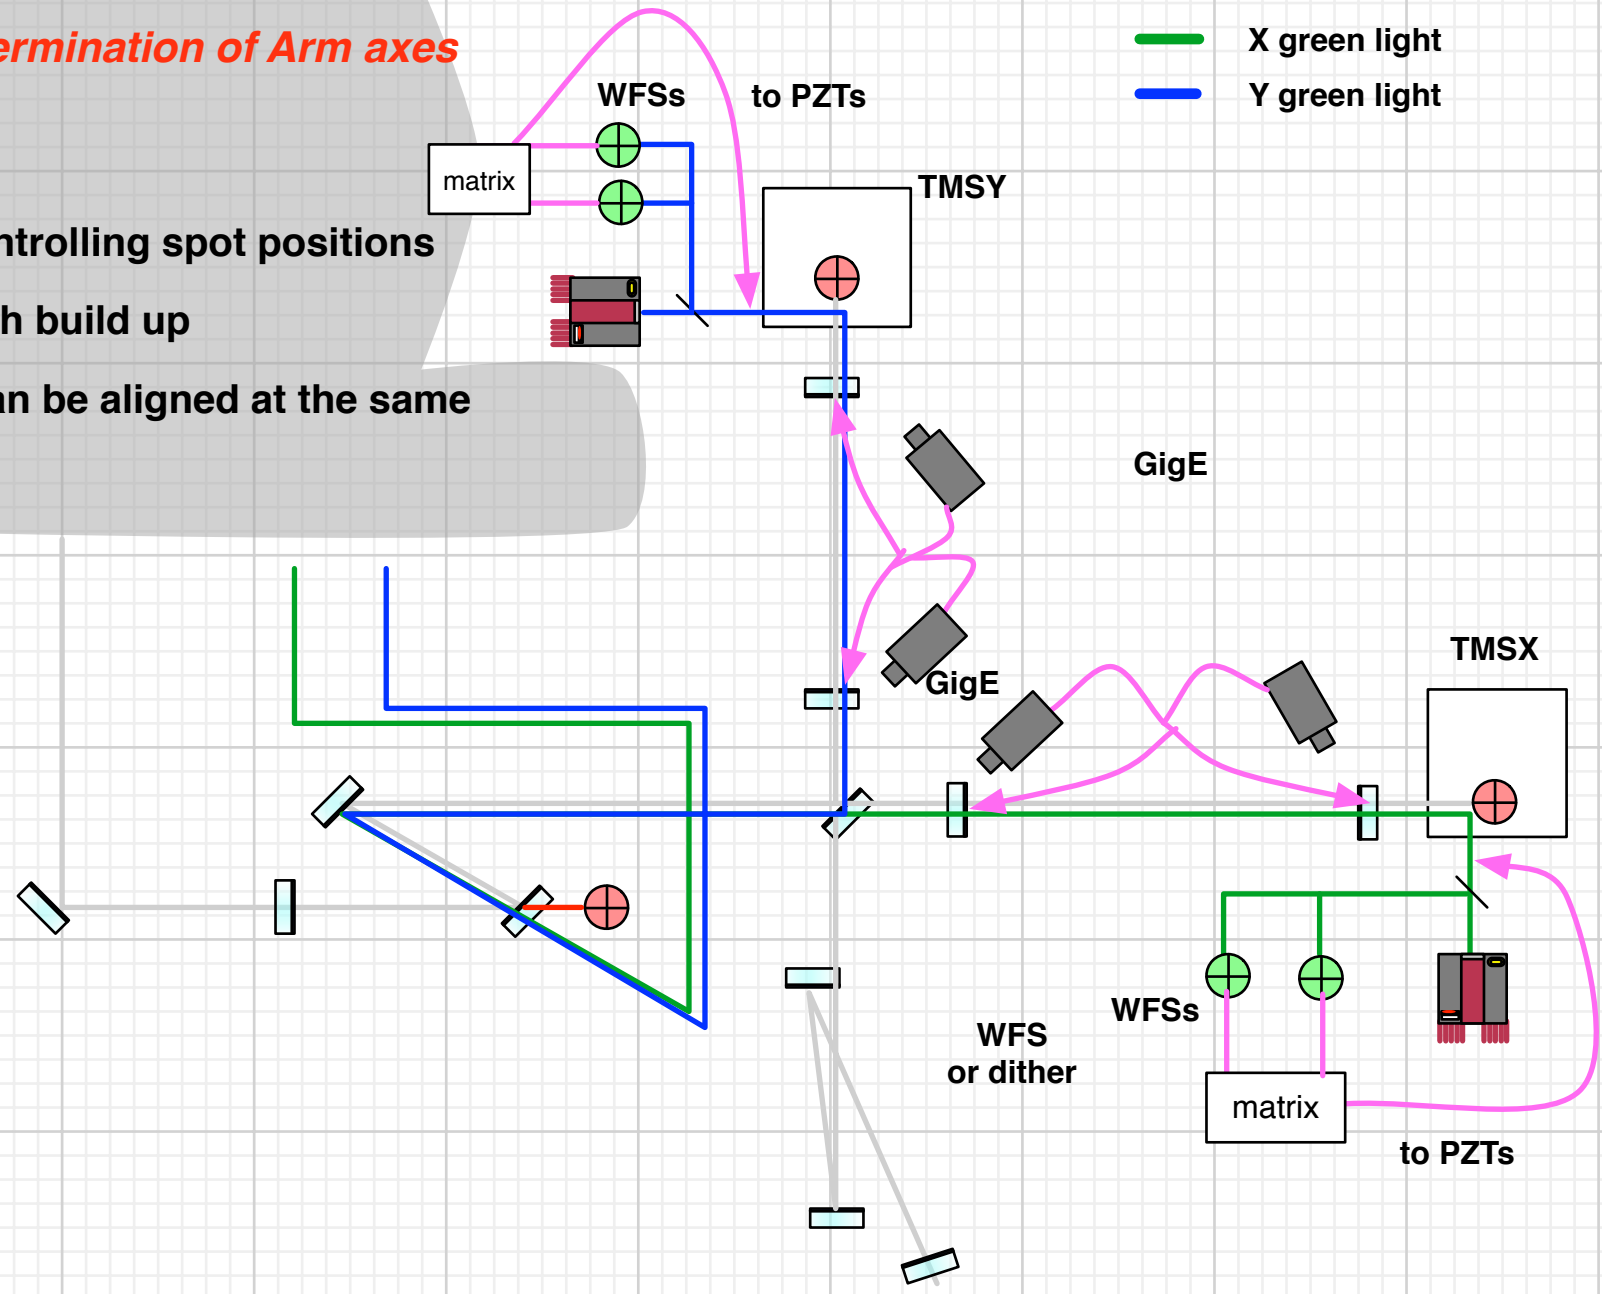 ermination of Arm axes
X green light
Y green light
WFSs
to PZTs
matrix
TMSY
ntrolling spot positions
h build up
an be aligned at the same
GigE
GigE
TMSX
WFSs
WFS
or dither
matrix
to PZTs